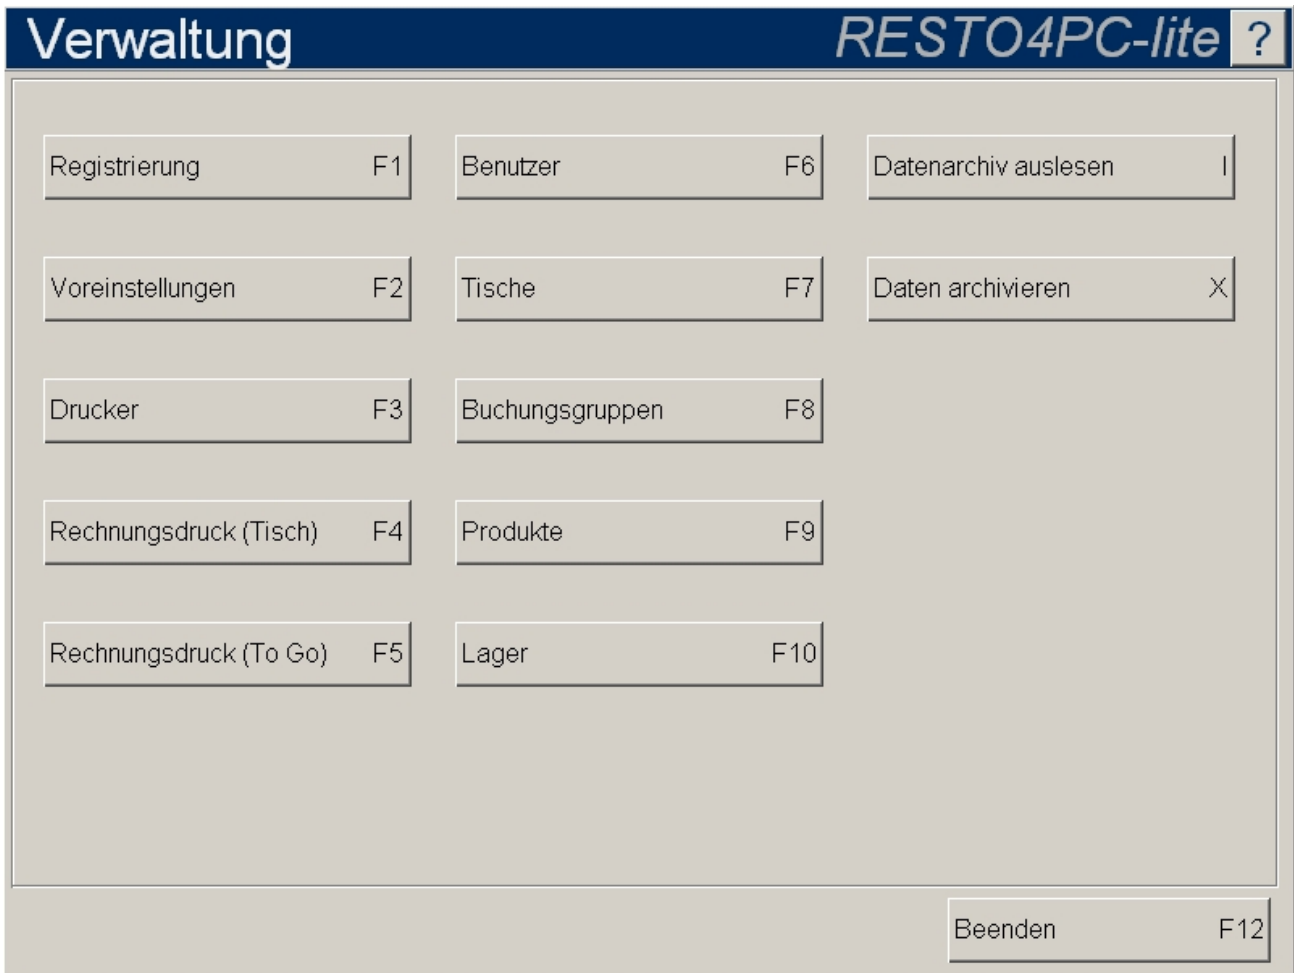 Verwaltung
RESTO4PC-lite ?
Registrierung F1
Voreinstellungen F2
Drucker F3
Rechnungsdruck (Tisch) F4
Rechnungsdruck (To Go) F5
Benutzer F6
Tische F7
Buchungsgruppen F8
Produkte F9
Lager F10
Datenarchiv auslesen I
Daten archivieren X
Beenden F12